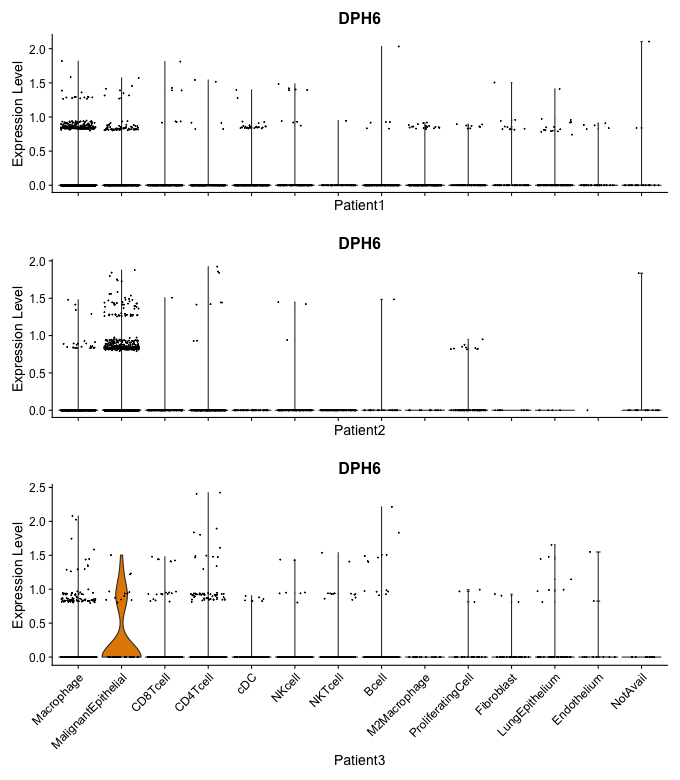 DPH6
Expression Level
2.0
1.5
1.0
0.5
0.0
Patient1
DPH6
Expression Level
2.0
1.5
1.0
0.5
0.0
Patient2
DPH6
Expression Level
2.5
2.0
1.5
1.0
0.5
0.0
Macrophage
MalignantEpithelial
CD8Tcell
CD4Tcell
cDC
NKcell
NKTcell
Bcell
M2Macrophage
ProliferatingCell
Fibroblast
LungEpithelium
Endothelium
NotAvail
Patient3